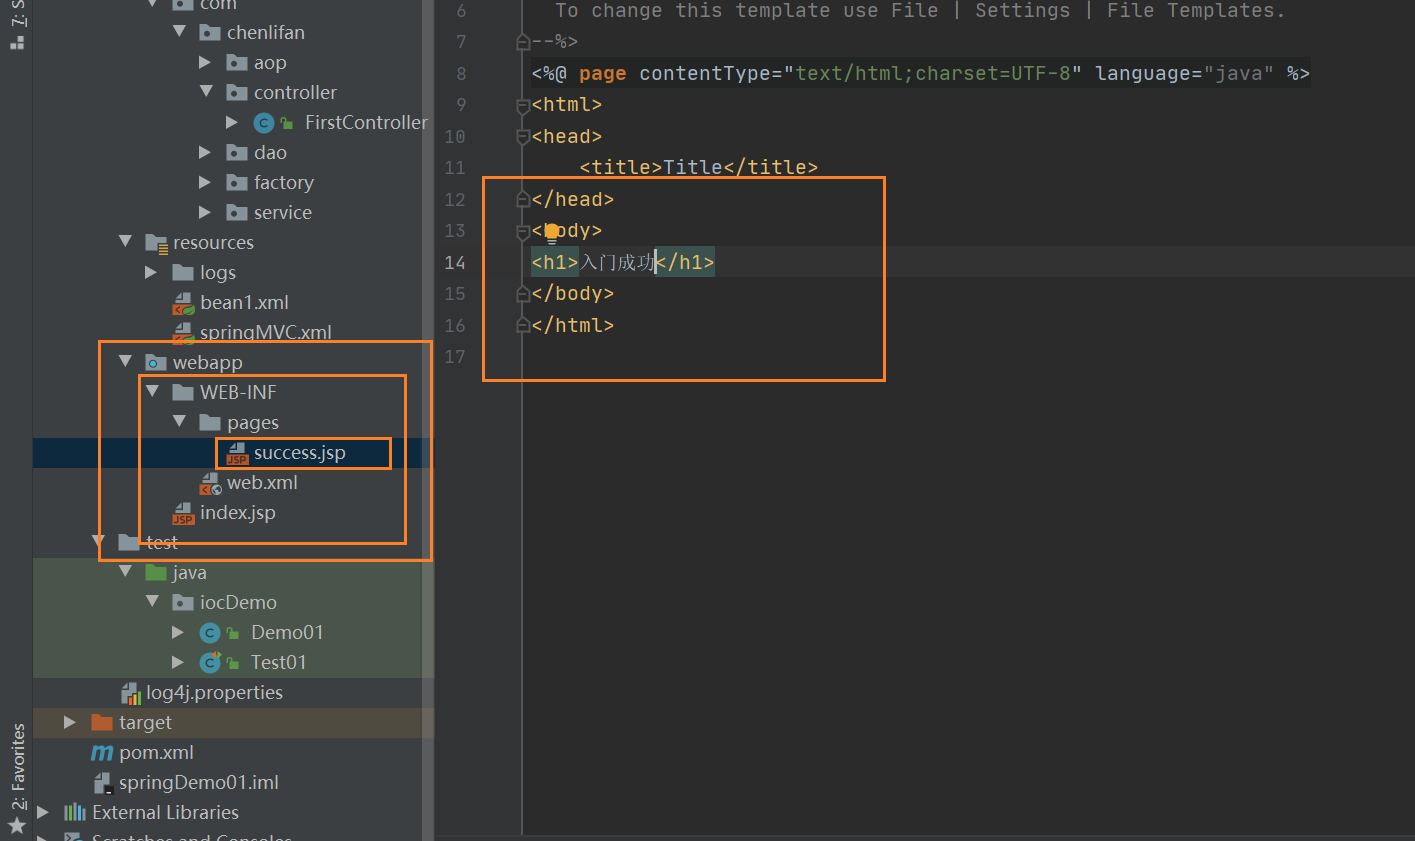 7: S
com
chenlifan
aop
controller
FirstController
dao
factory
service
resources
logs
bean1.xml
springMVC.xml
webapp
WEB-INF
pages
success.jsp
web.xml
index.jsp
test
java
iocDemo
Demo01
Test01
log4j.properties
target
pom.xml
springDemo01.iml
External Libraries
Scratches and Consoles
2: Favorites
6 To change this template use File | Settings | File Templates.
7 --%>
8 <%@ page contentType="text/html;charset=UTF-8" language="java" %>
9 <html>
10 <head>
11 <title>Title</title>
12 </head>
13 <body>
14 <h1>入门成功</h1>
15 </body>
16 </html>
17